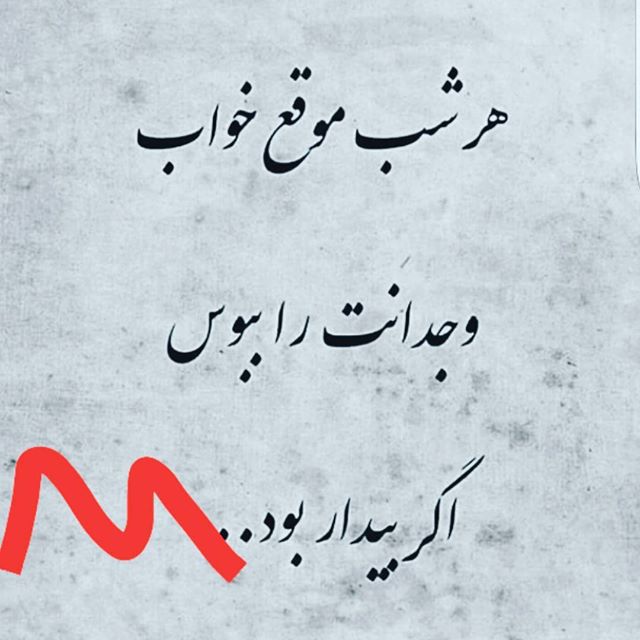 هر شب موقع خواب
وجدانت را ببوس
اگر بیدار بود..